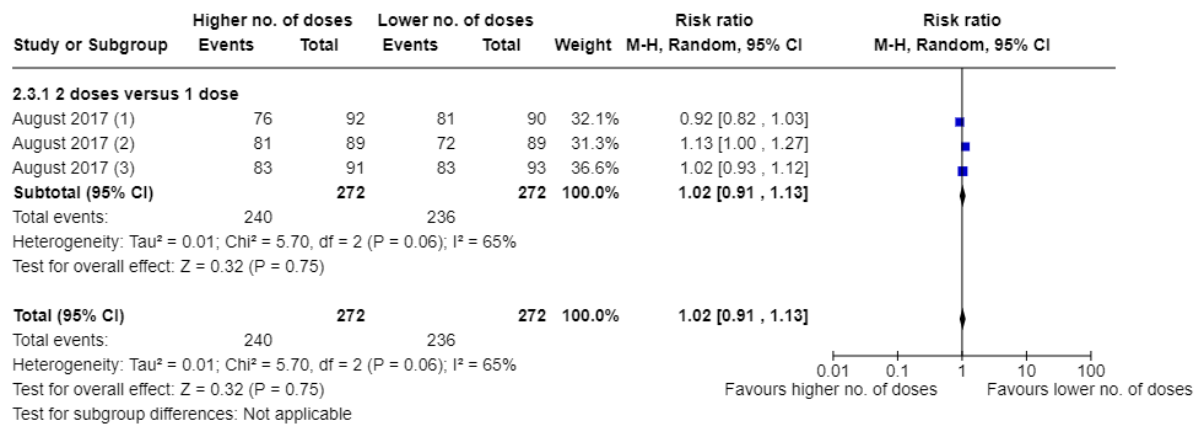 Higher no. of doses Lower no. of doses Risk ratio Risk ratio
Study or Subgroup Events Total Events Total Weight M-H, Random, 95% CI M-H, Random, 95% CI
2.3.1 2 doses versus 1 dose
August 2017 (1) 76 92 81 90 32.1% 0.92 [0.82 , 1.03]
August 2017 (2) 81 89 72 89 31.3% 1.13 [1.00 , 1.27]
August 2017 (3) 83 91 83 93 36.6% 1.02 [0.93 , 1.12]
Subtotal (95% CI) 272 272 100.0% 1.02 [0.91 , 1.13]
Total events: 240 236
Heterogeneity: Tau² = 0.01; Chi² = 5.70, df = 2 (P = 0.06); I² = 65%
Test for overall effect: Z = 0.32 (P = 0.75)
Total (95% CI) 272 272 100.0% 1.02 [0.91 , 1.13]
Total events: 240 236
Heterogeneity: Tau² = 0.01; Chi² = 5.70, df = 2 (P = 0.06); I² = 65%
0.01 0.1 1 10 100
Test for overall effect: Z = 0.32 (P = 0.75) Favours higher no. of doses Favours lower no. of doses
Test for subgroup differences: Not applicable